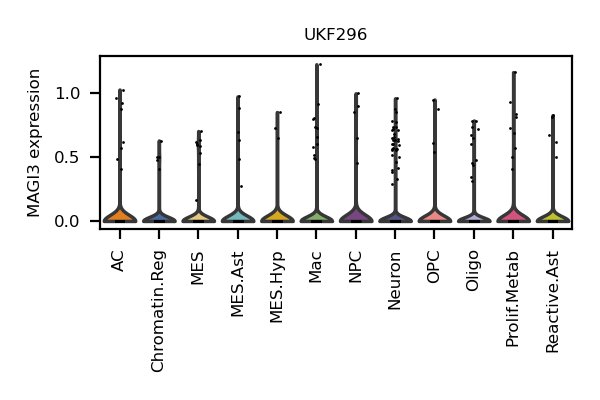 UKF296
MAGI3 expression
1.0
0.5
0.0
AC
Chromatin.Reg
MES
MES.Ast
MES.Hyp
Mac
NPC
Neuron
OPC
Oligo
Prolif.Metab
Reactive.Ast